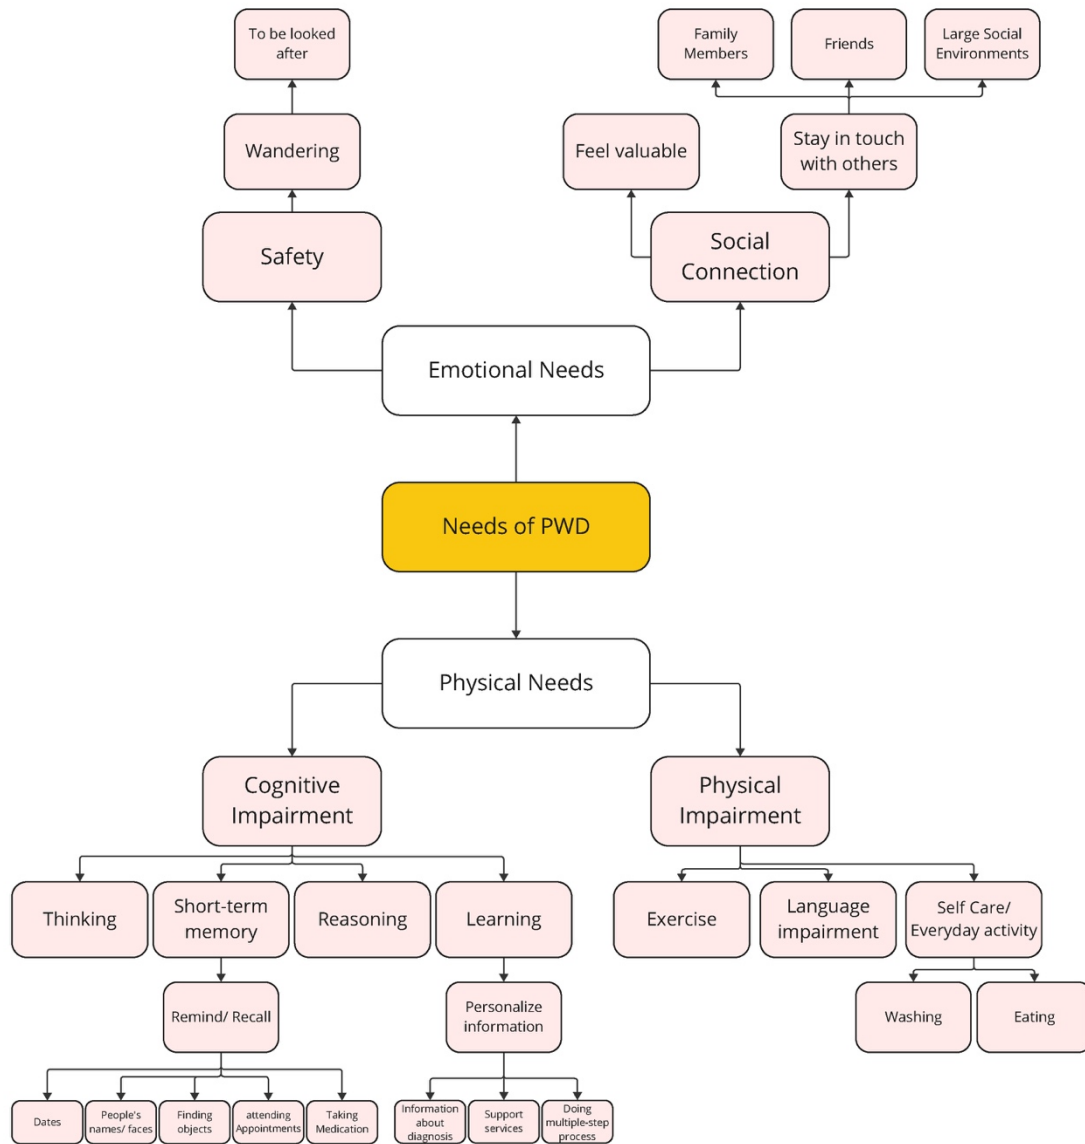 To be looked
after
Family
Members
Friends
Large Social
Environments
Wandering
Feel valuable
Stay in touch
with others
Safety
Social
Connection
Emotional Needs
Needs of PWD
Physical Needs
Cognitive
Impairment
Physical
Impairment
Thinking
Short-term
memory
Reasoning
Learning
Exercise
Language
impairment
Self Care/
Everyday activity
Remind/ Recall
Personalize
information
Washing
Eating
Dates
People's
names/ faces
Finding
objects
attending
Appointments
Taking
Medication
Information
about
diagnosis
Support
services
Doing
multiple-step
process